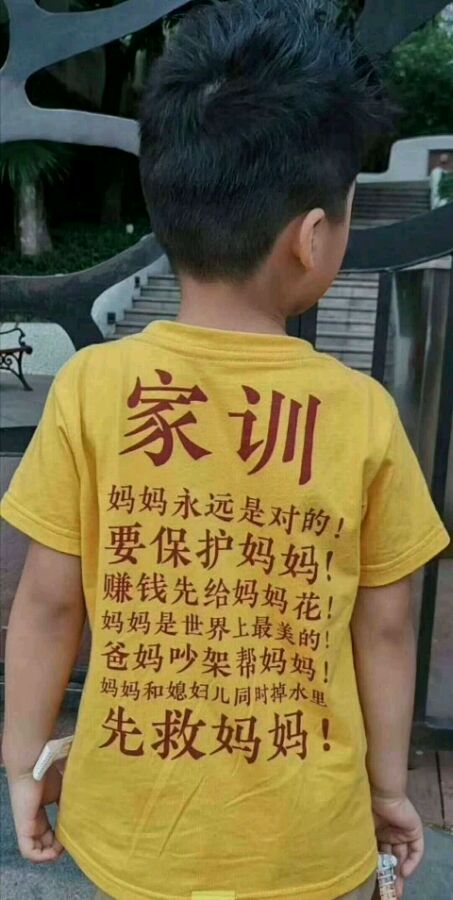 家训
妈妈永远是对的！
要保护妈妈！
赚钱先给妈妈花！
妈妈是世界上最美的！
爸妈吵架帮妈妈！
妈妈和媳妇儿同时掉水里
先救妈妈！